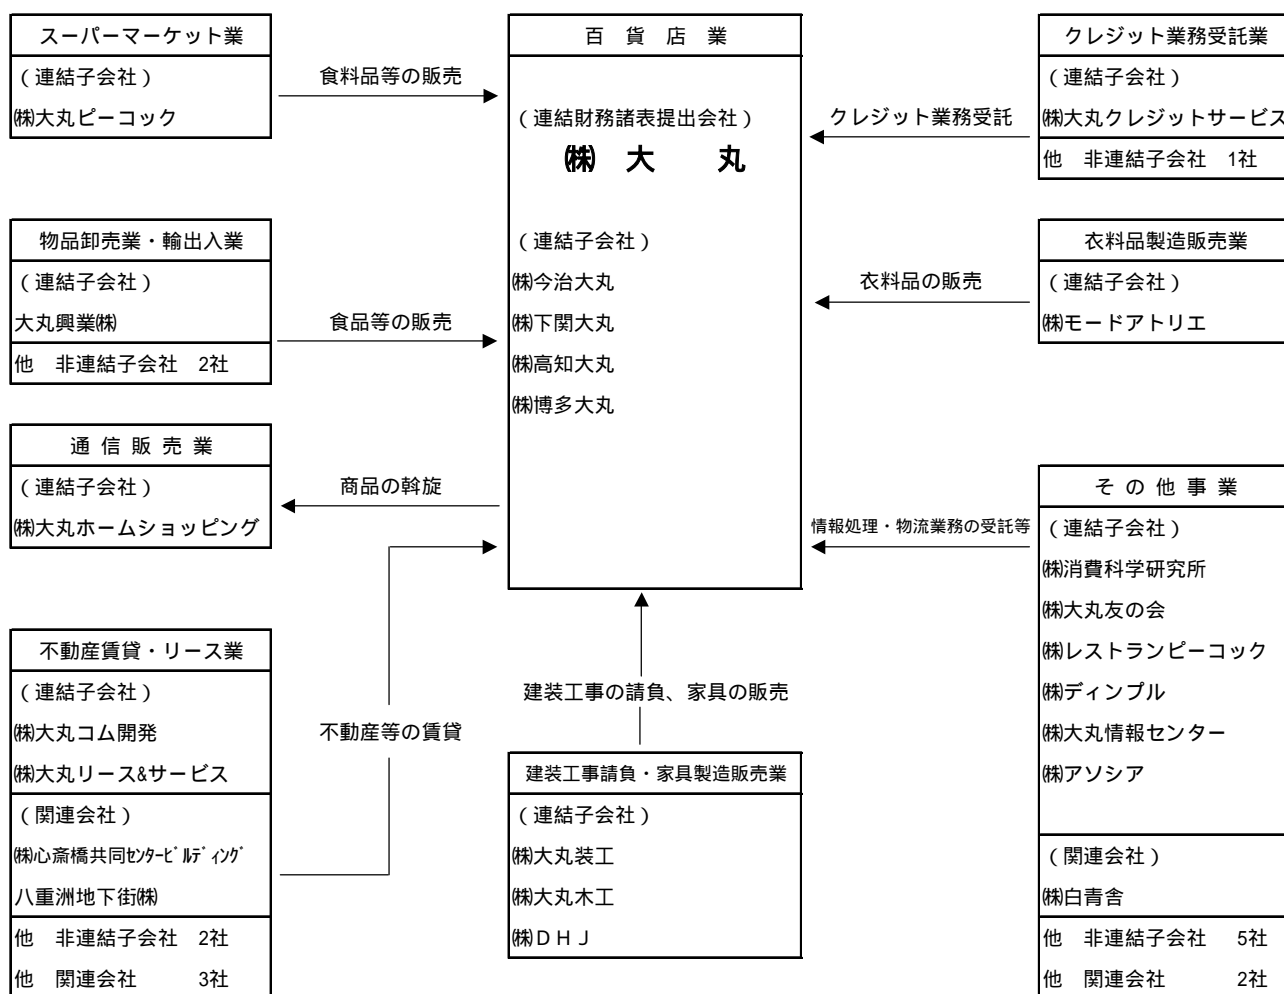 スーパーマーケット業
（連結子会社）
㈱大丸ピーコック
食料品等の販売
物品卸売業・輸出入業
（連結子会社）
大丸興業㈱
他　非連結子会社　2社
食品等の販売
通 信 販 売 業
（連結子会社）
㈱大丸ホームショッピング
商品の斡旋
不動産賃貸・リース業
（連結子会社）
㈱大丸コム開発
㈱大丸リース&サービス
（関連会社）
㈱心斎橋共同ｾﾝﾀｰﾋﾞﾙﾃﾞｨﾝｸﾞ
八重洲地下街㈱
他　非連結子会社　2社
他　関連会社　　　3社
不動産等の賃貸
百　貨　店　業
（連結財務諸表提出会社）
㈱　大　　丸
（連結子会社）
㈱今治大丸
㈱下関大丸
㈱高知大丸
㈱博多大丸
建装工事の請負、家具の販売
建装工事請負・家具製造販売業
（連結子会社）
㈱大丸装工
㈱大丸木工
㈱ＤＨＪ
クレジット業務受託業
（連結子会社）
㈱大丸クレジットサービス
他　非連結子会社　1社
クレジット業務受託
衣料品製造販売業
（連結子会社）
㈱モードアトリエ
衣料品の販売
そ の 他 事 業
（連結子会社）
㈱消費科学研究所
㈱大丸友の会
㈱レストランピーコック
㈱ディンプル
㈱大丸情報センター
㈱アソシア
（関連会社）
㈱白青舎
他　非連結子会社　5社
他　関連会社　　　2社
情報処理・物流業務の受託等